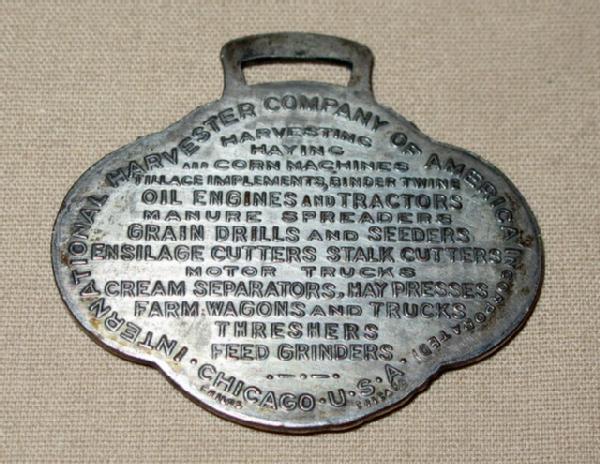 INTERNATIONAL HARVESTER COMPANY OF AMERICA (INCORPORATED)
HARVESTING
HAYING
AND CORN MACHINES
TILLAGE IMPLEMENTS, BINDER TWINE
OIL ENGINES AND TRACTORS
MANURE SPREADERS
GRAIN DRILLS AND SEEDERS
ENSILAGE CUTTERS STALK CUTTERS
MOTOR TRUCKS
CREAM SEPARATORS, HAY PRESSES
FARM WAGONS AND TRUCKS
THRESHERS
FEED GRINDERS
CHICAGO · U · S · A ·